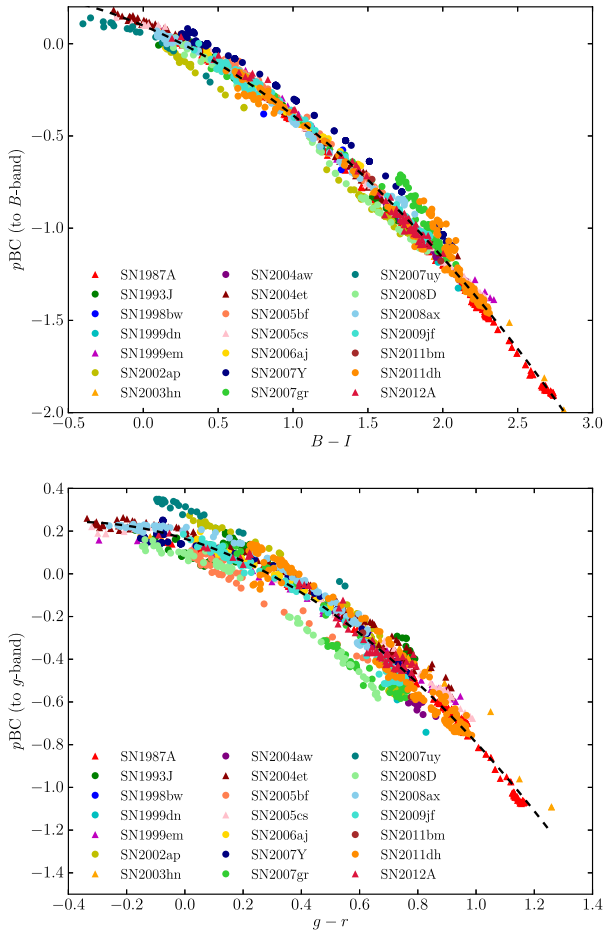 0.0
−0.5
−1.0
−1.5
−2.0
pBC (to B-band)
SN1987A SN2004aw SN2007uy
SN1993J SN2004et SN2008D
SN1998bw SN2005bf SN2008ax
SN1999dn SN2005cs SN2009jf
SN1999em SN2006aj SN2011bm
SN2002ap SN2007Y SN2011dh
SN2003hn SN2007gr SN2012A
−0.5 0.0 0.5 1.0 1.5 2.0 2.5 3.0
B − I
0.4
0.2
0.0
−0.2
−0.4
−0.6
−0.8
−1.0
−1.2
−1.4
pBC (to g-band)
SN1987A SN2004aw SN2007uy
SN1993J SN2004et SN2008D
SN1998bw SN2005bf SN2008ax
SN1999dn SN2005cs SN2009jf
SN1999em SN2006aj SN2011bm
SN2002ap SN2007Y SN2011dh
SN2003hn SN2007gr SN2012A
−0.4 −0.2 0.0 0.2 0.4 0.6 0.8 1.0 1.2 1.4
g − r